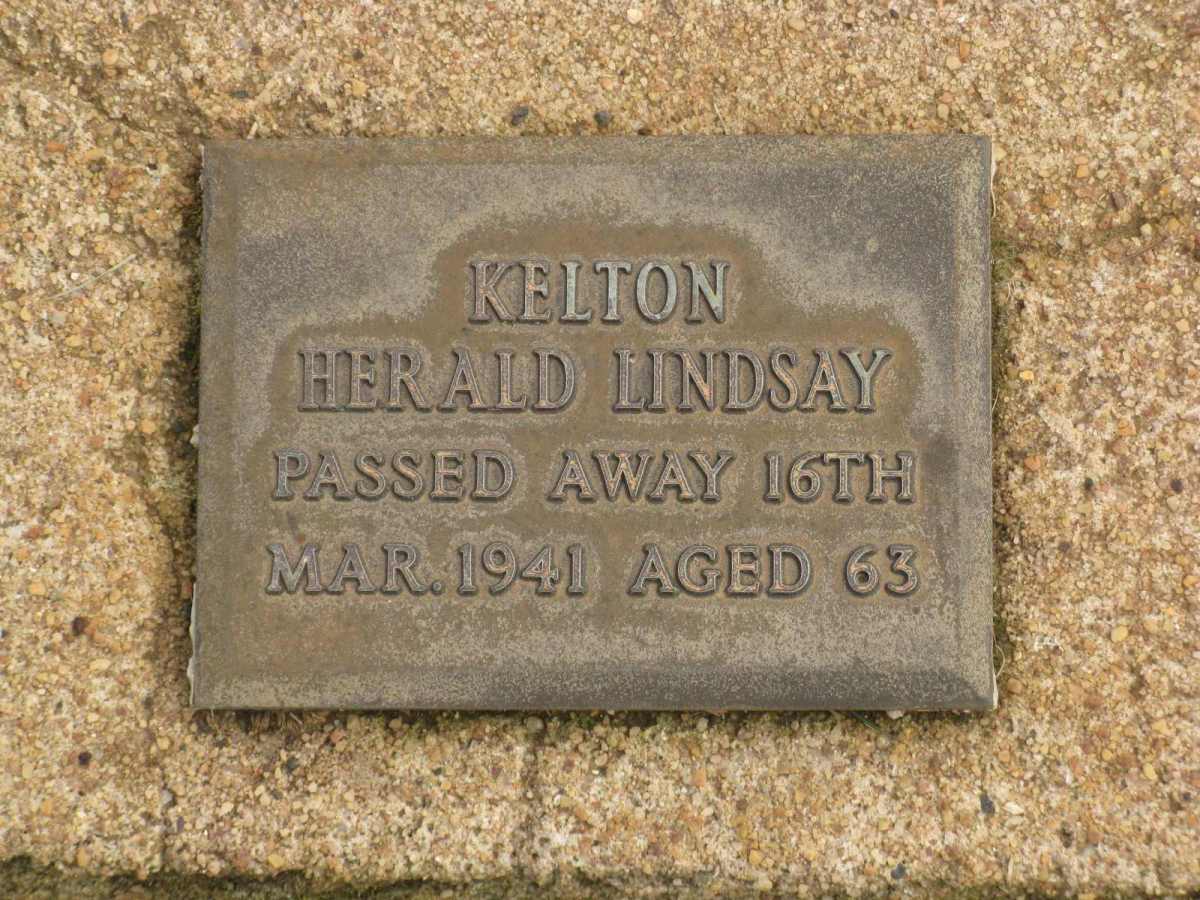 KELTON
HERALD LINDSAY
PASSED AWAY 16TH
MAR. 1941 AGED 63